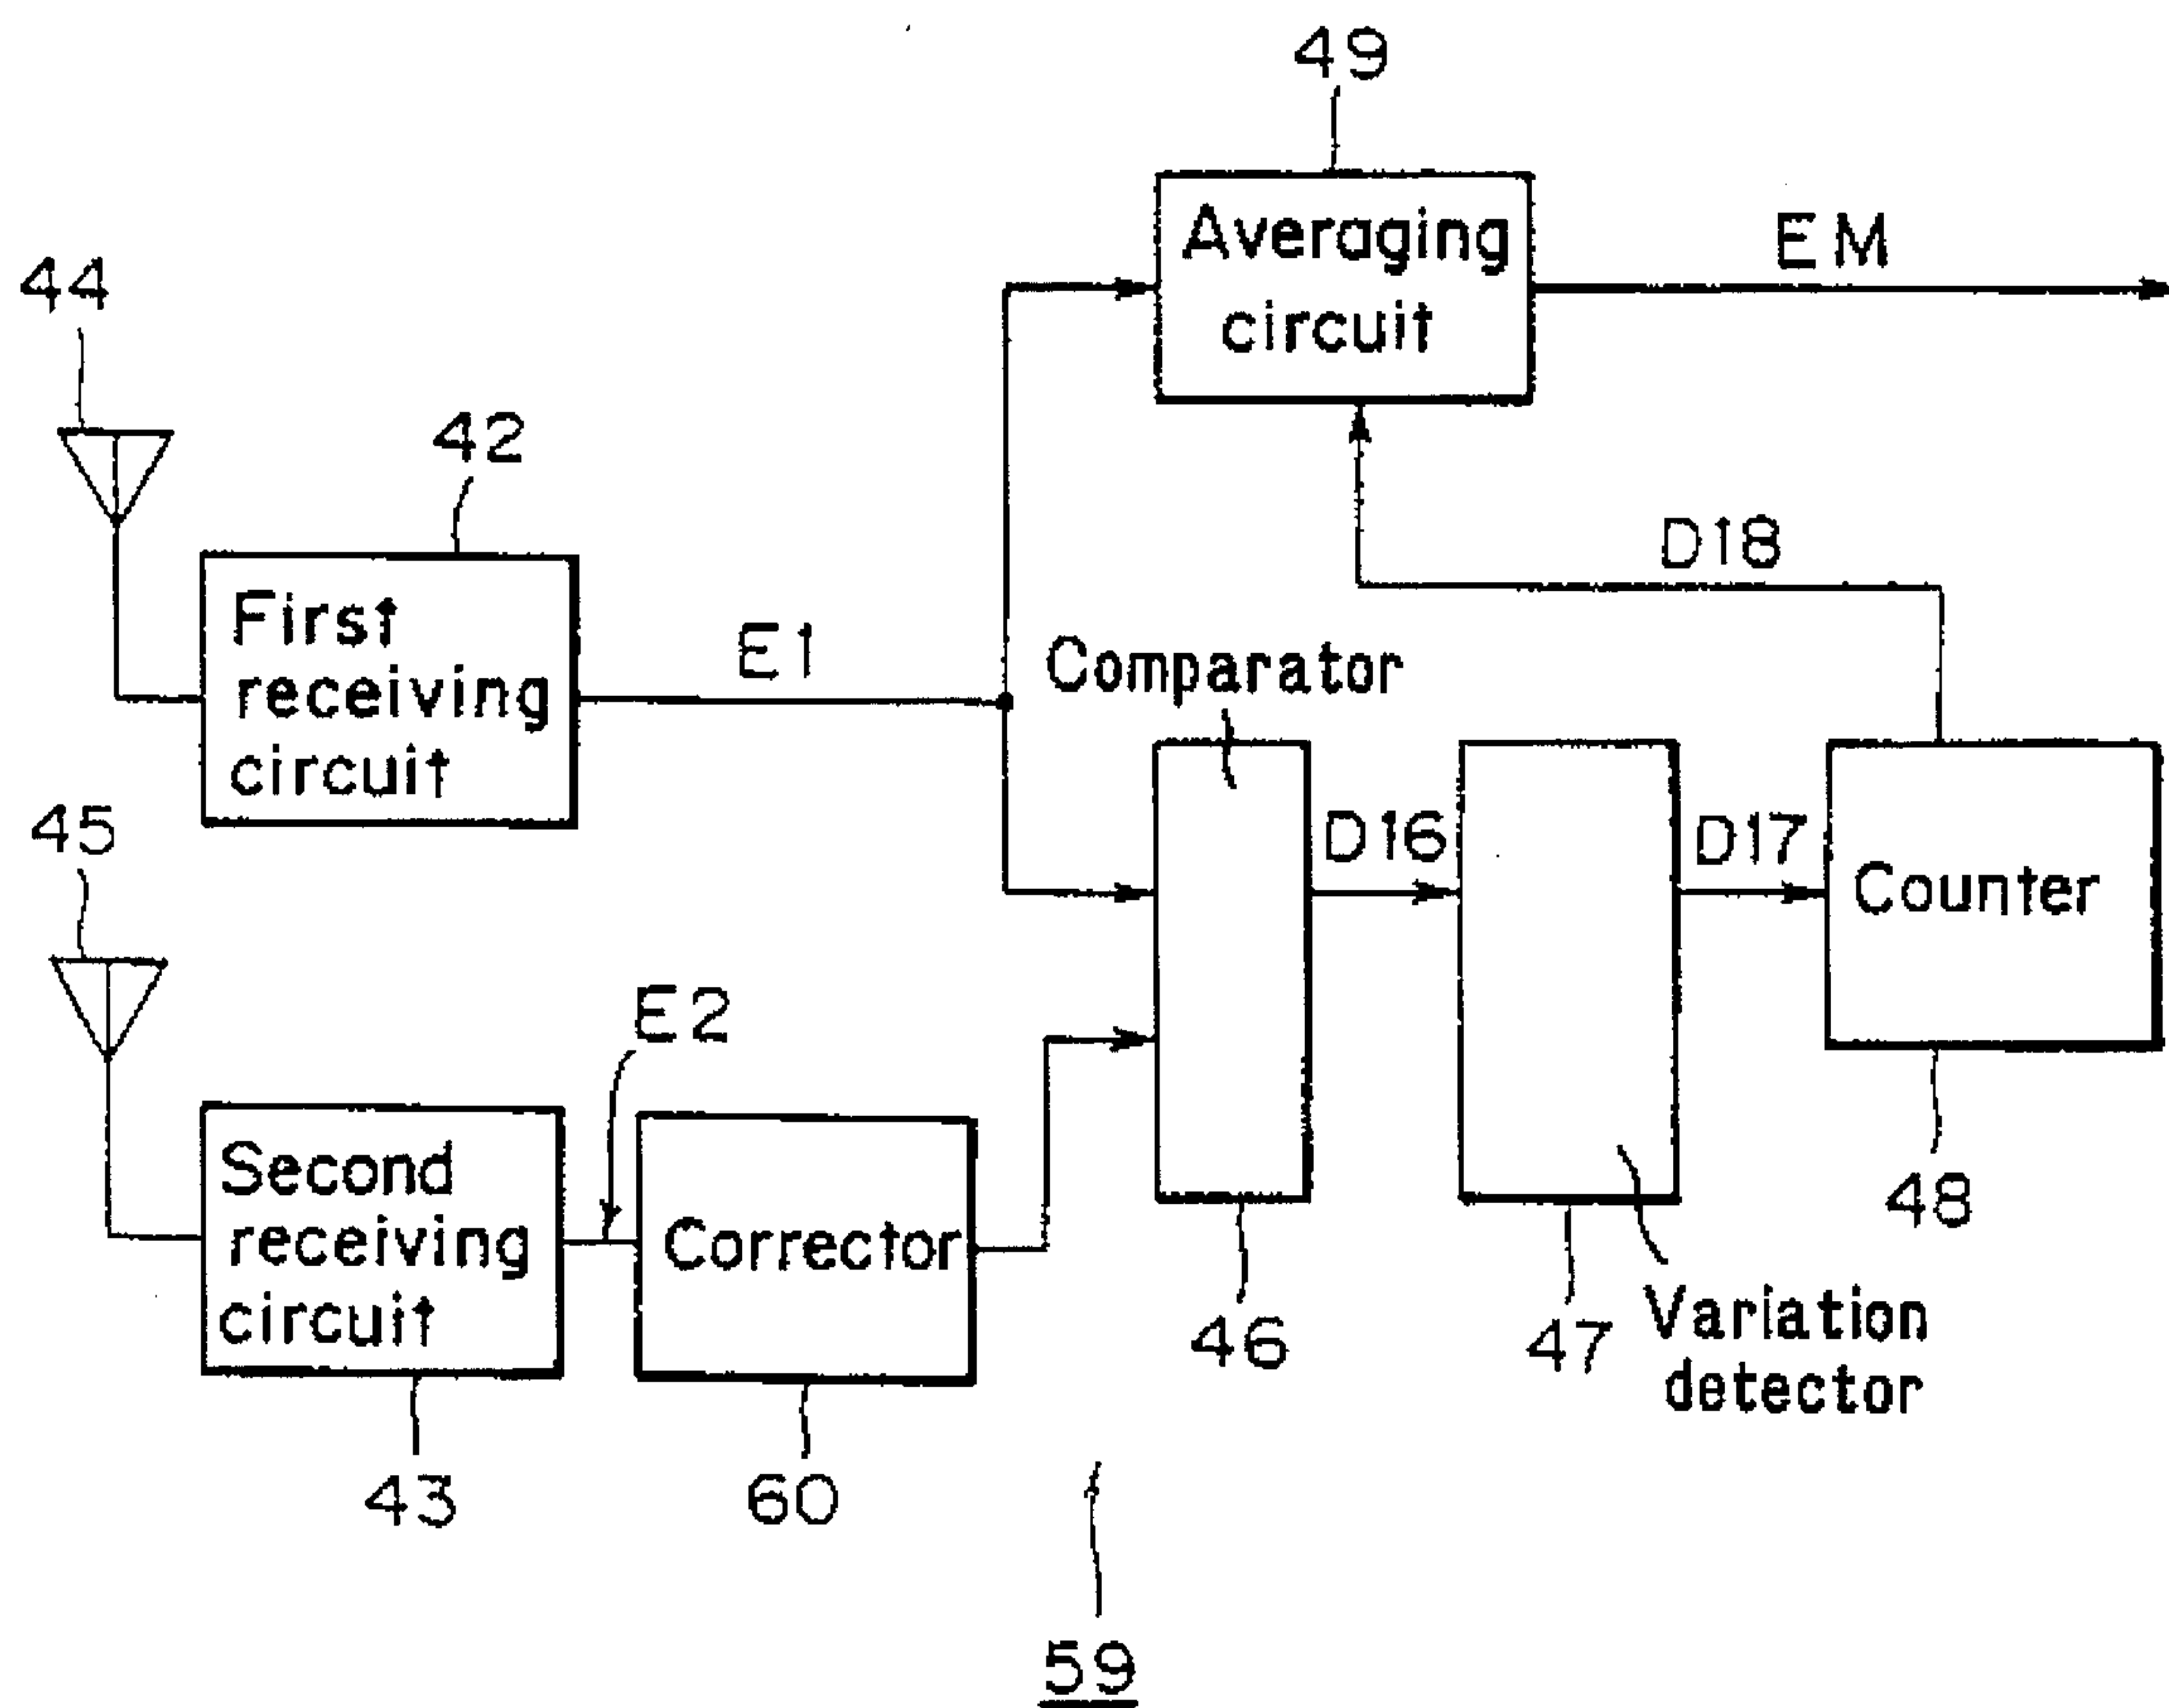 49
Averaging
circuit
EM
44
42
D18
First
receiving
circuit
E1
Comparator
45
D16
D17
Counter
E2
Second
receiving
circuit
Corrector
48
46
47
Variation
detector
43
60
59